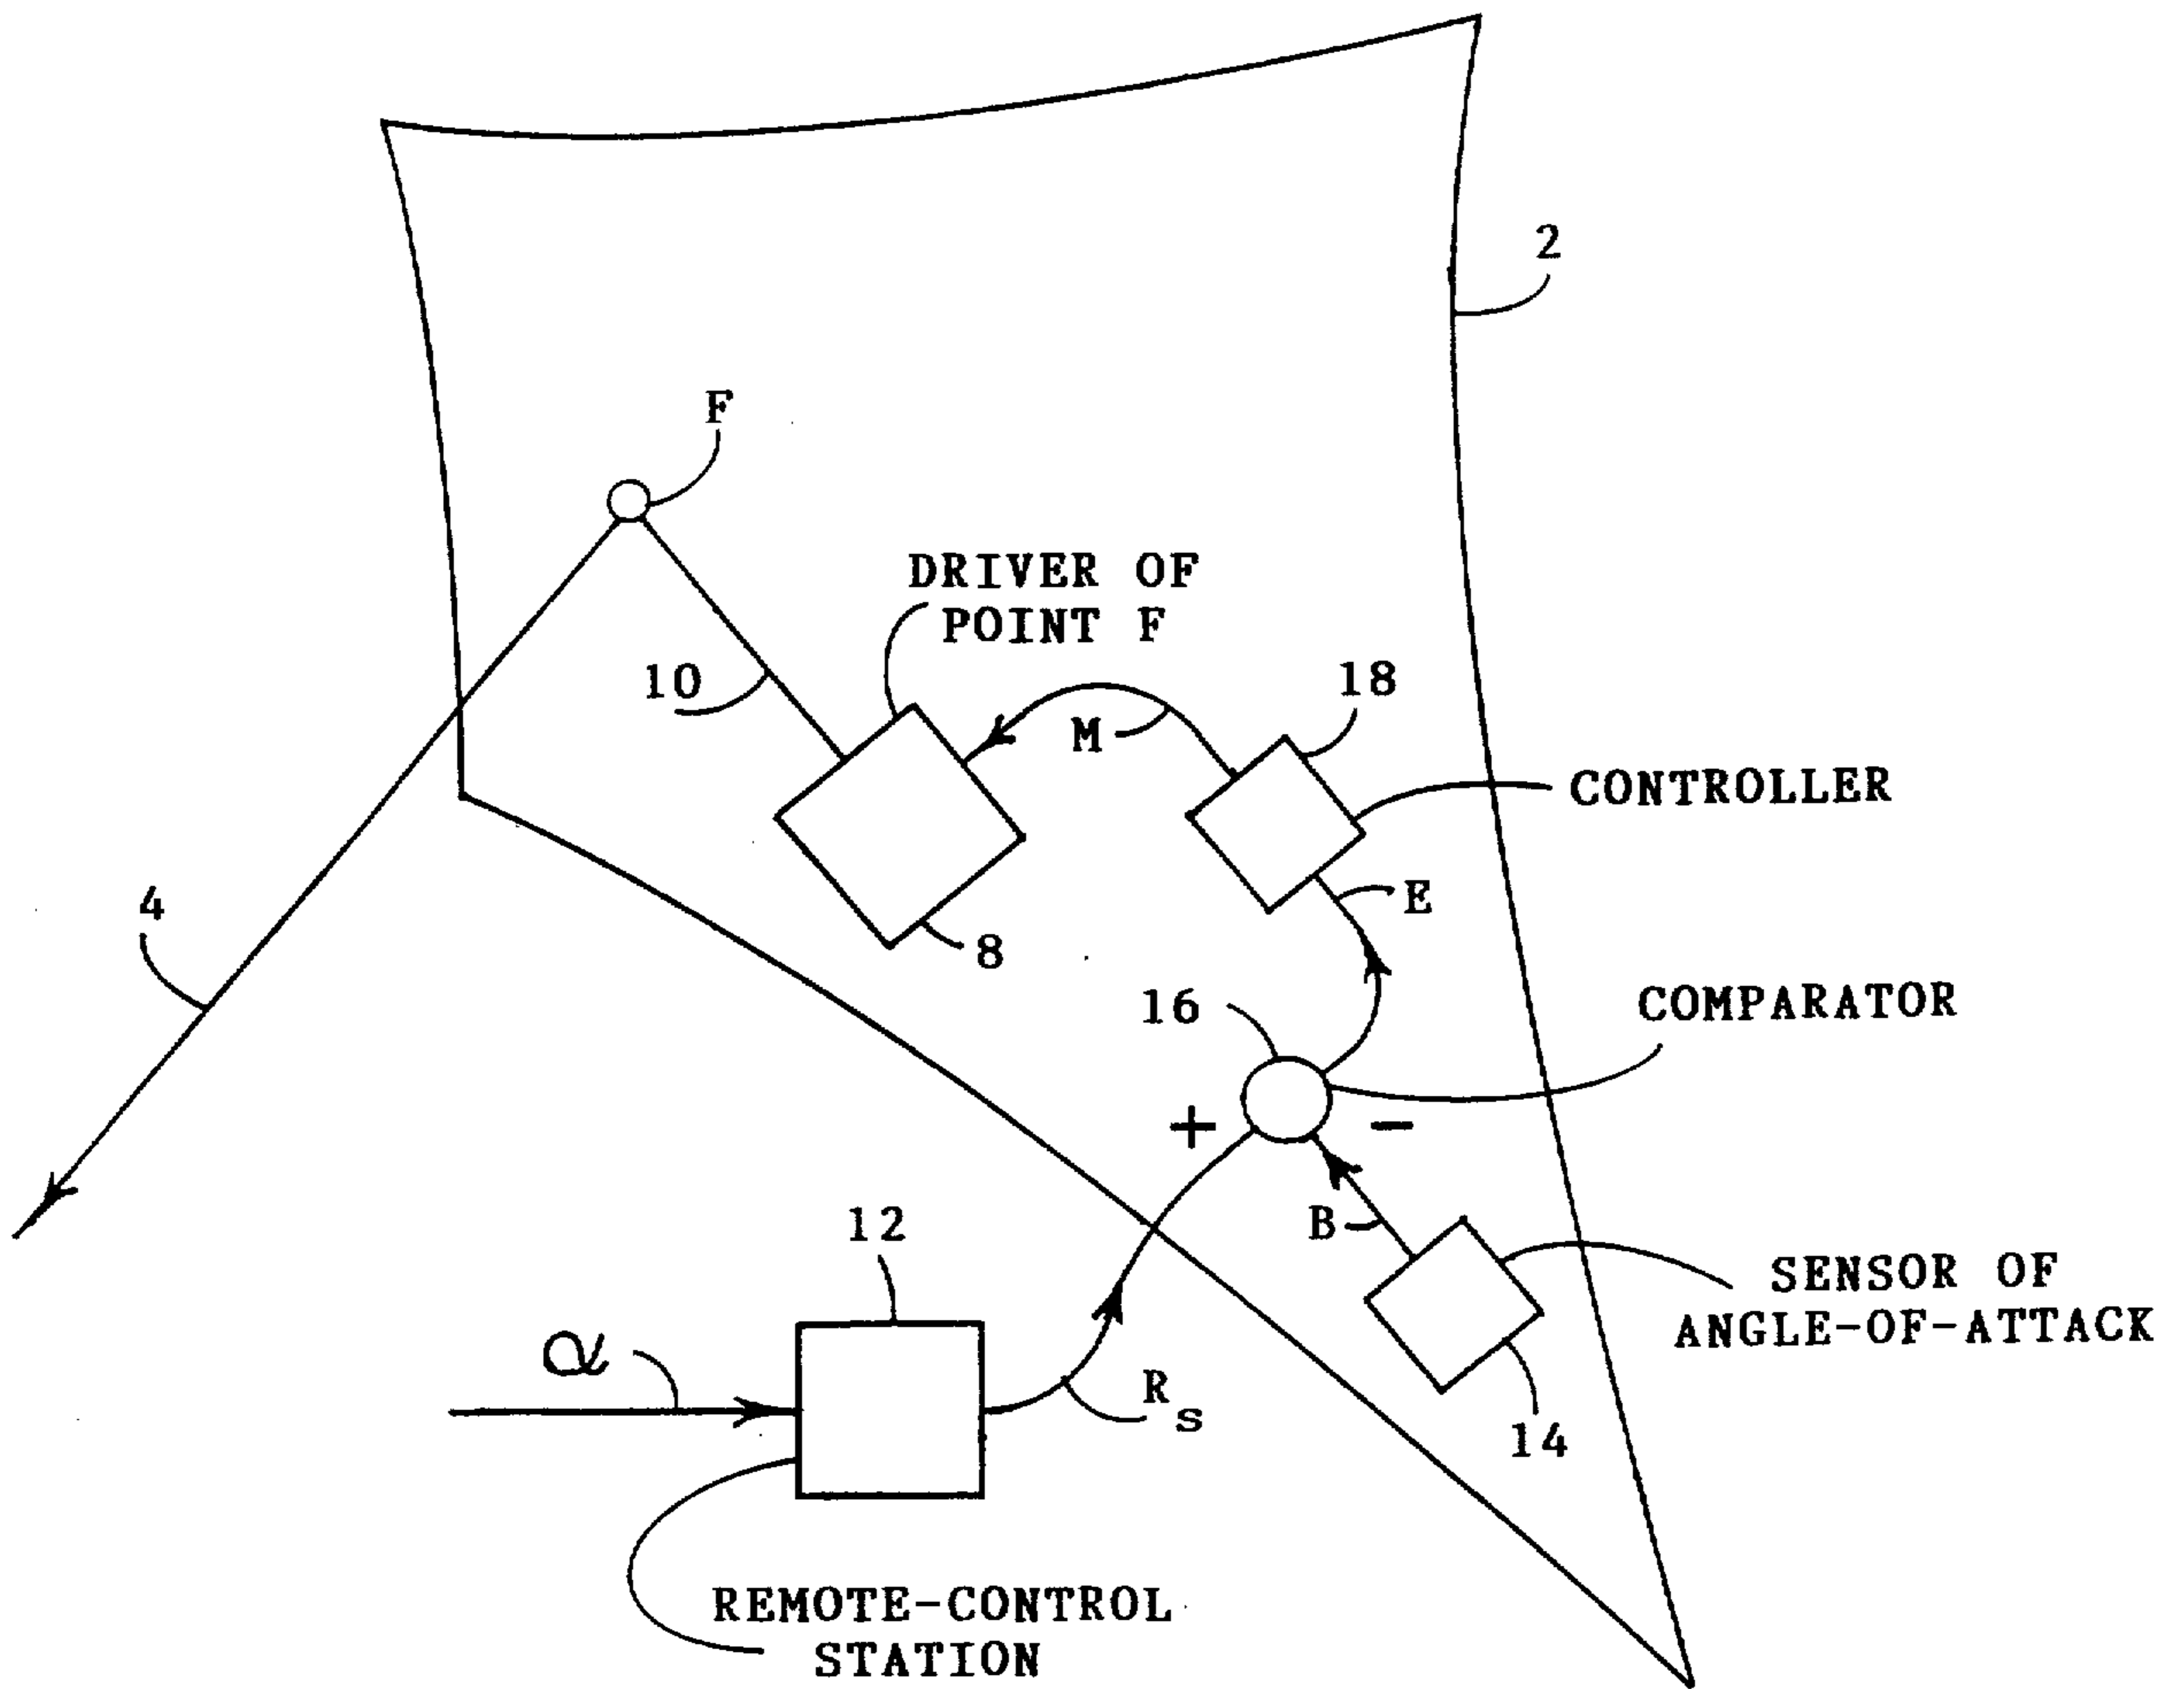 2
F
DRIVER OF
POINT F
10
18
M
CONTROLLER
4
E
8
16
COMPARATOR
+
-
12
B
SENSOR OF
ANGLE-OF-ATTACK
α
R
s
14
REMOTE-CONTROL
STATION